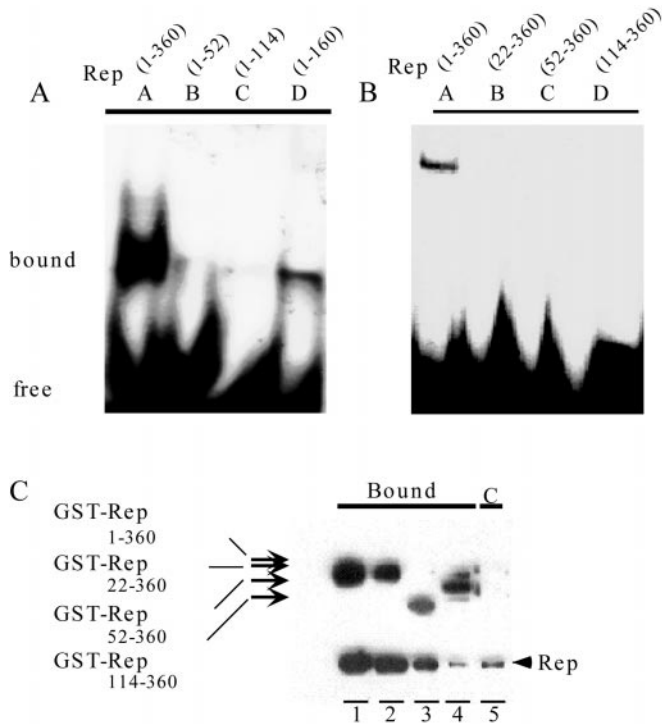 Rep (1-360) (1-52) (1-114) (1-160)
A
A B C D
bound
free
Rep (1-360) (22-360) (52-360) (114-360)
B
A B C D
C
Bound C
GST-Rep
1-360
GST-Rep
22-360
GST-Rep
52-360
GST-Rep
114-360
Rep
1 2 3 4 5